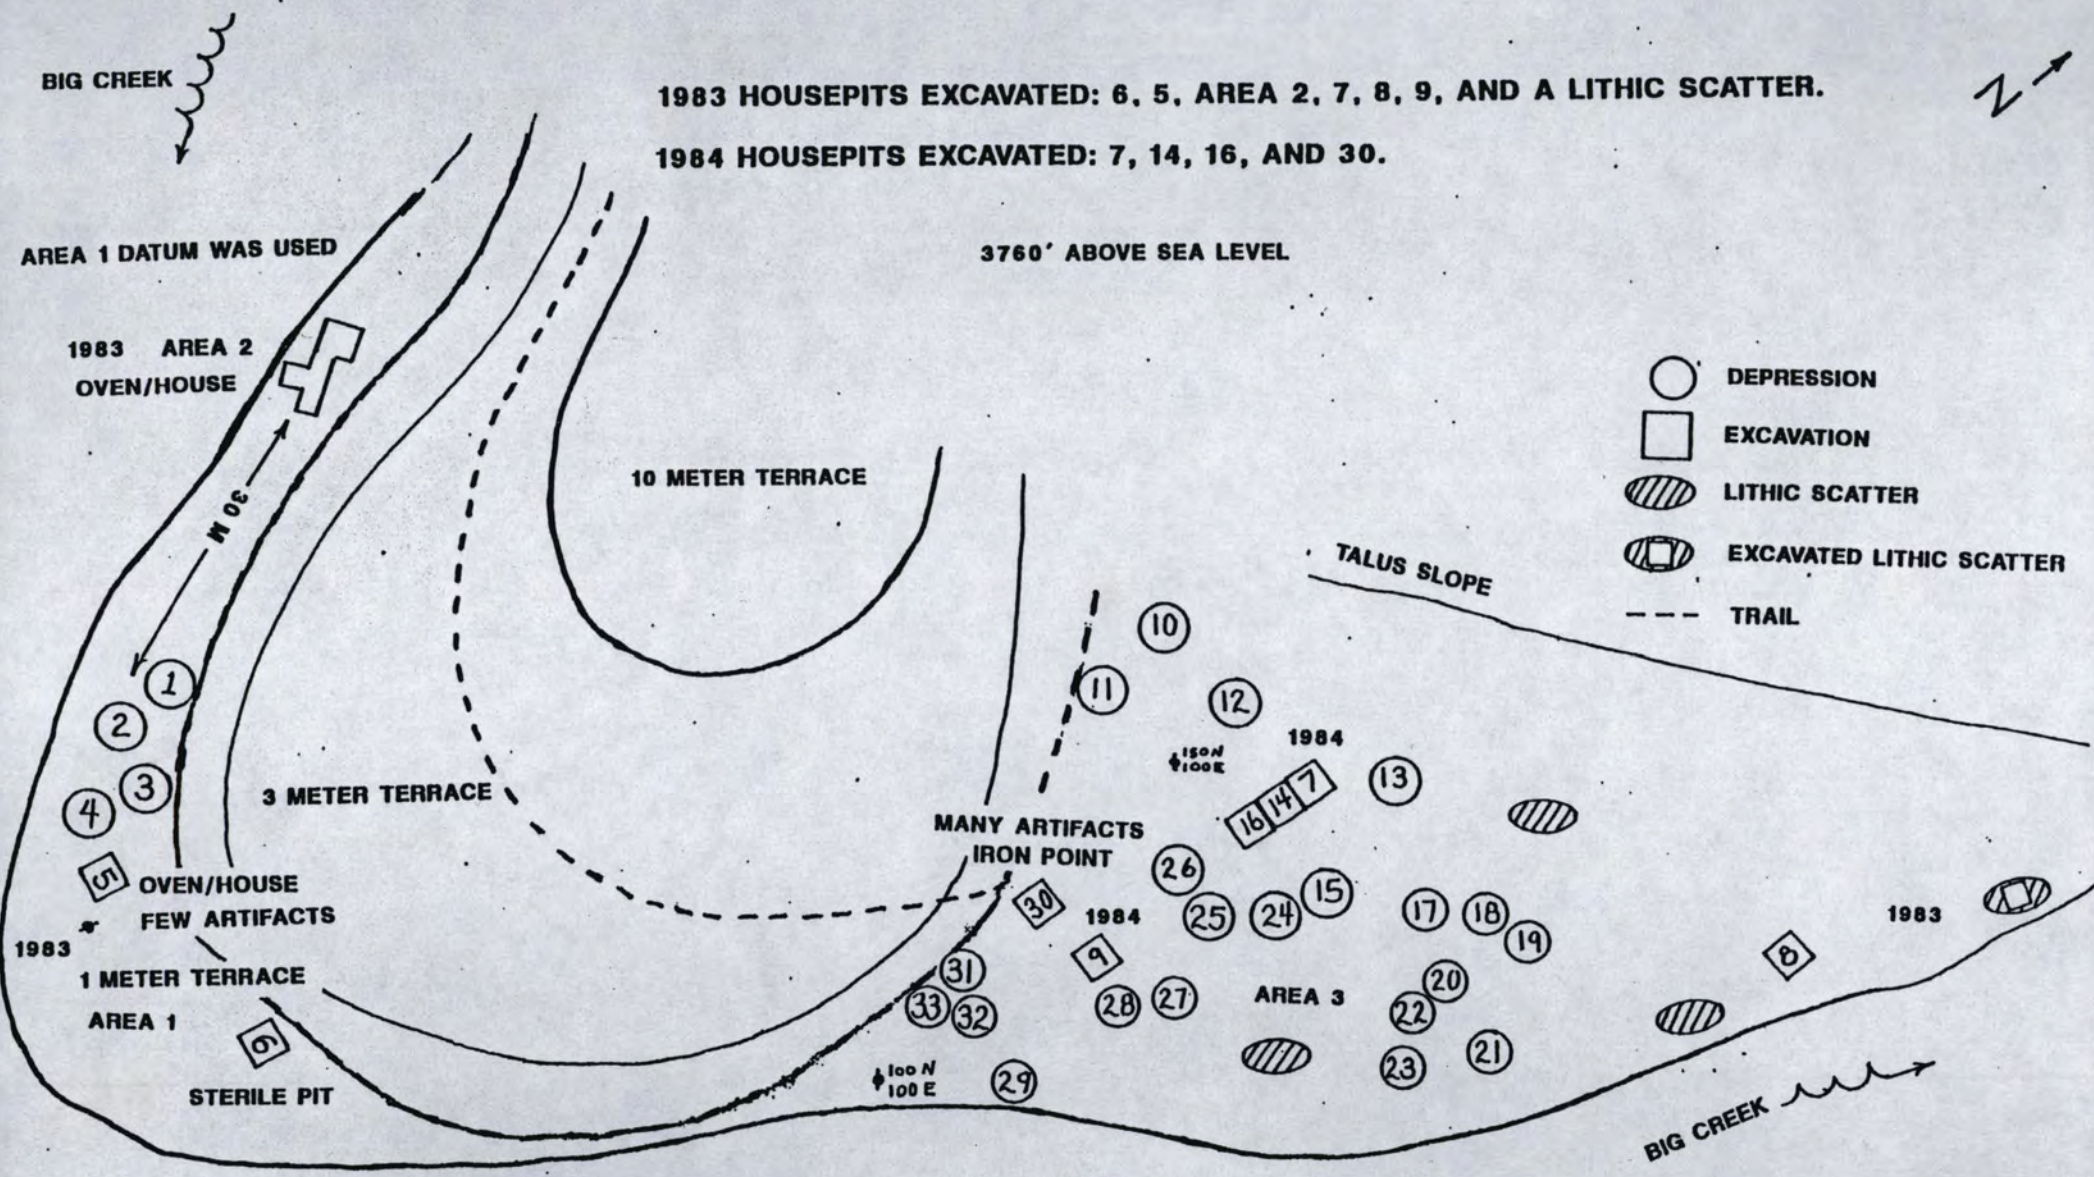 BIG CREEK
1983 HOUSEPITS EXCAVATED: 6, 5, AREA 2, 7, 8, 9, AND A LITHIC SCATTER.
1984 HOUSEPITS EXCAVATED: 7, 14, 16, AND 30.
N
AREA 1 DATUM WAS USED
3760' ABOVE SEA LEVEL
1983 AREA 2
OVEN/HOUSE
30 M
10 METER TERRACE
DEPRESSION
EXCAVATION
LITHIC SCATTER
EXCAVATED LITHIC SCATTER
TRAIL
TALUS SLOPE
1
2
3
4
5
3 METER TERRACE
OVEN/HOUSE
FEW ARTIFACTS
1983
1 METER TERRACE
AREA 1
6
STERILE PIT
10
11
12
150N
100E
1984
7
14
16
13
MANY ARTIFACTS
IRON POINT
30
1984
26
25
24
15
17
18
19
9
31
33
32
28
27
AREA 3
20
22
23
21
100 N
100 E
29
8
1983
BIG CREEK